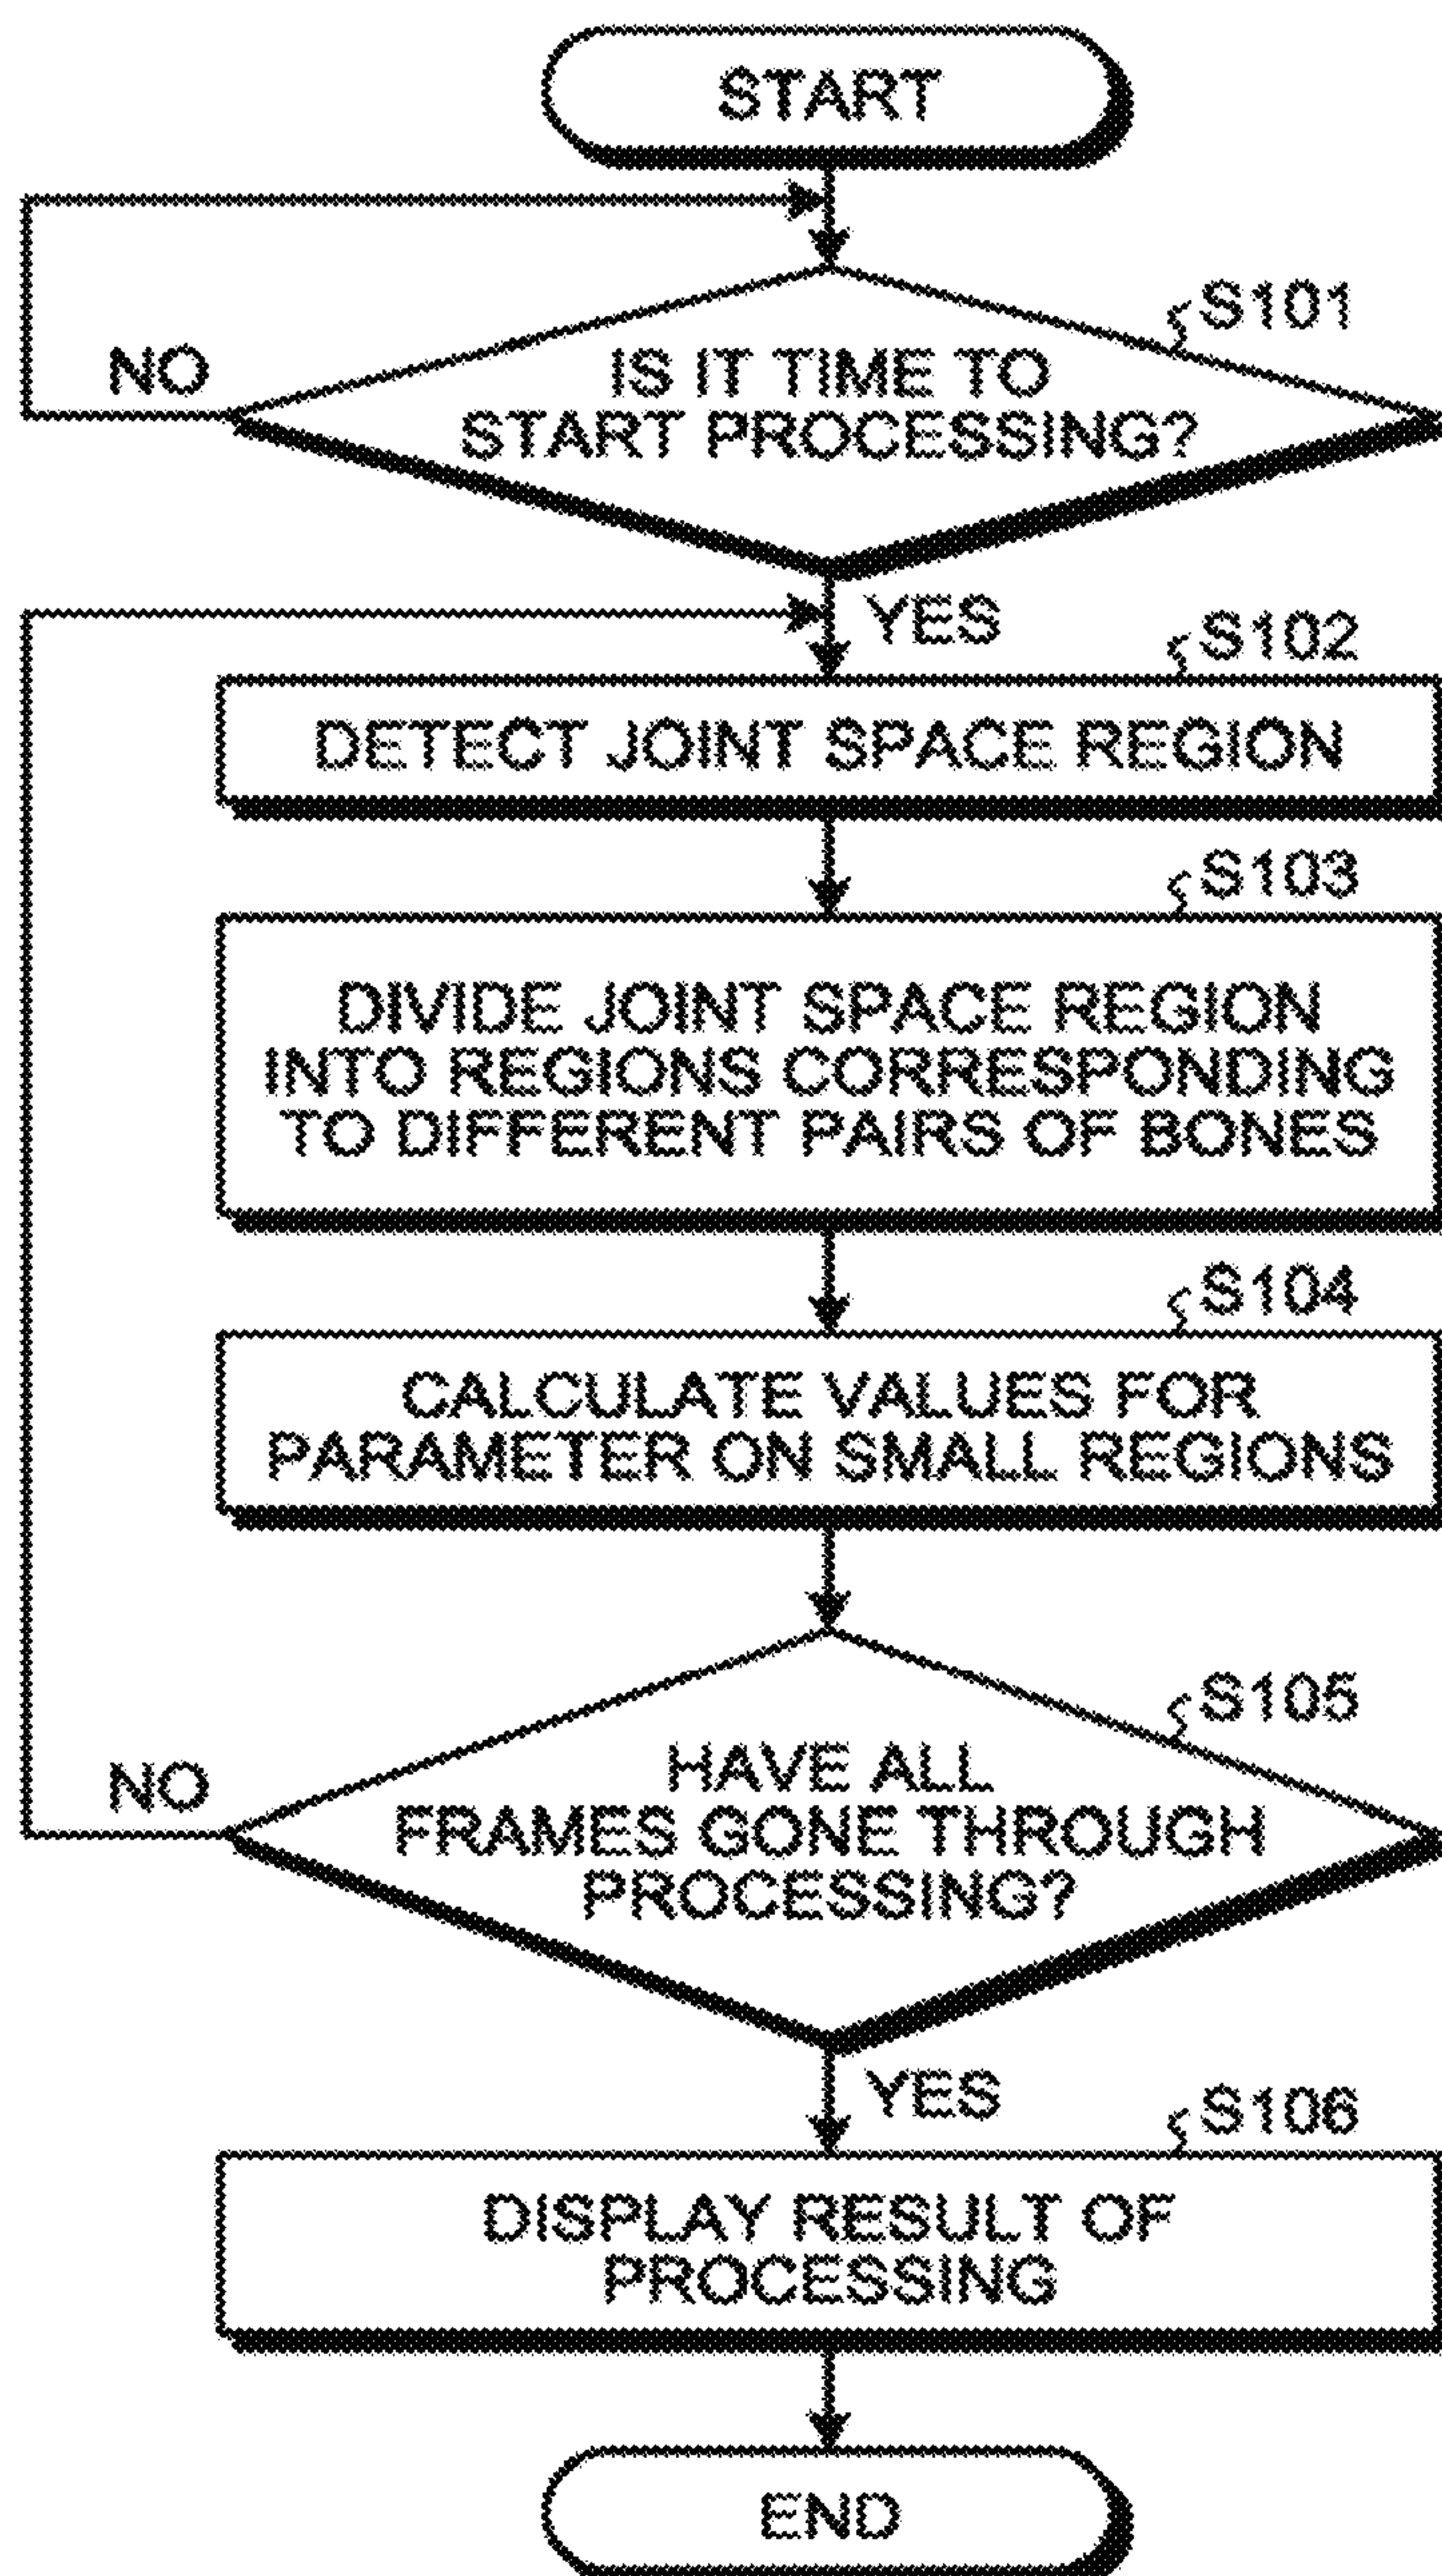 START
S101
NO
IS IT TIME TO
START PROCESSING?
YES
S102
DETECT JOINT SPACE REGION
S103
DIVIDE JOINT SPACE REGION
INTO REGIONS CORRESPONDING
TO DIFFERENT PAIRS OF BONES
S104
CALCULATE VALUES FOR
PARAMETER ON SMALL REGIONS
S105
NO
HAVE ALL
FRAMES GONE THROUGH
PROCESSING?
YES
S106
DISPLAY RESULT OF
PROCESSING
END